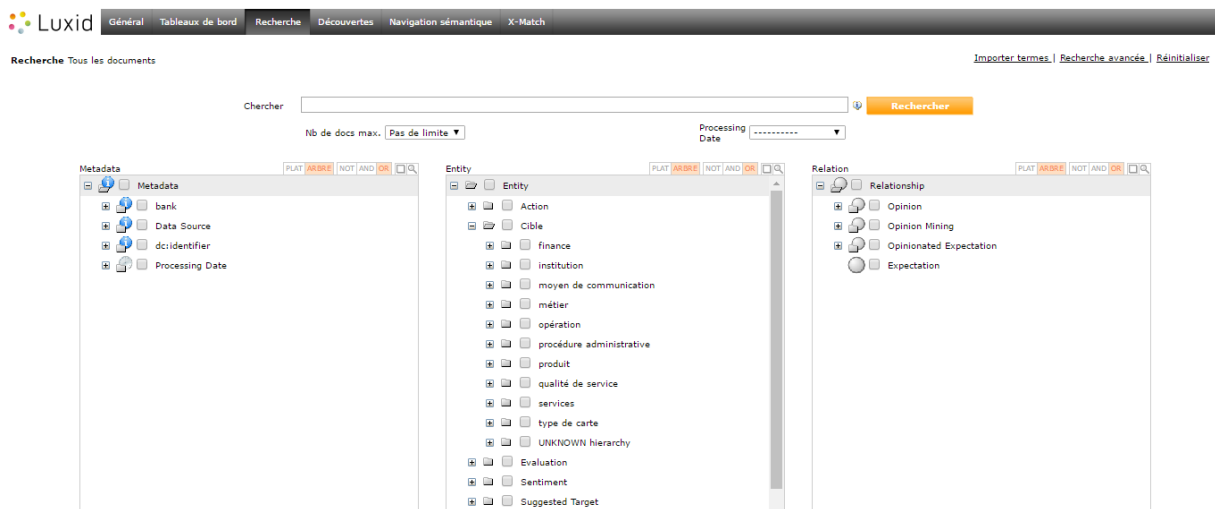 Luxid Général Tableaux de bord Recherche Découvertes Navigation sémantique X-Match
Recherche Tous les documents
Importer termes | Recherche avancée | Réinitialiser
Chercher Rechercher
Nb de docs max. Pas de limite Processing Date ----------
Metadata PLAT ARBRE NOT AND OR
Metadata
bank
Data Source
dc:identifier
Processing Date
Entity PLAT ARBRE NOT AND OR
Entity
Action
Cible
finance
institution
moyen de communication
métier
opération
procédure administrative
produit
qualité de service
services
type de carte
UNKNOWN hierarchy
Evaluation
Sentiment
Suggested Target
Relation PLAT ARBRE NOT AND OR
Relationship
Opinion
Opinion Mining
Opinionated Expectation
Expectation